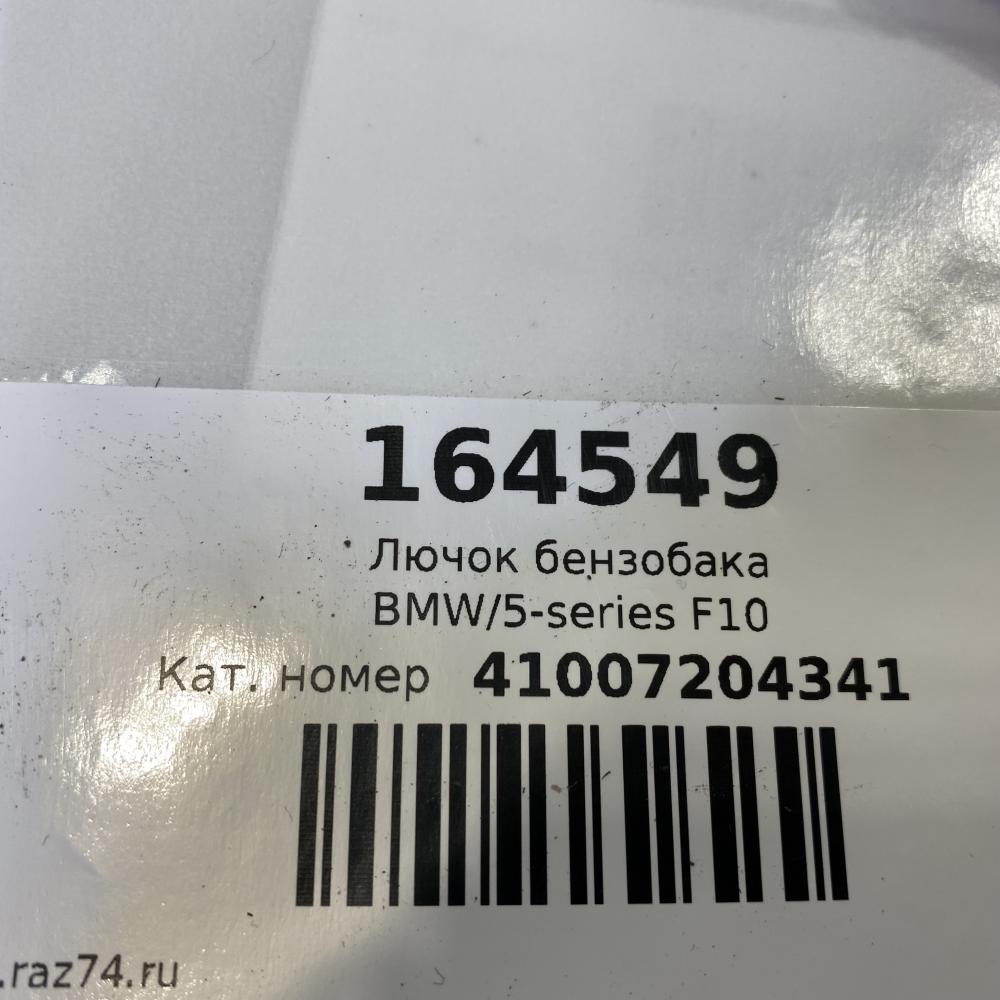 164549
Лючок бензобака
BMW/5-series F10
Кат. номер 41007204341
.raz74.ru